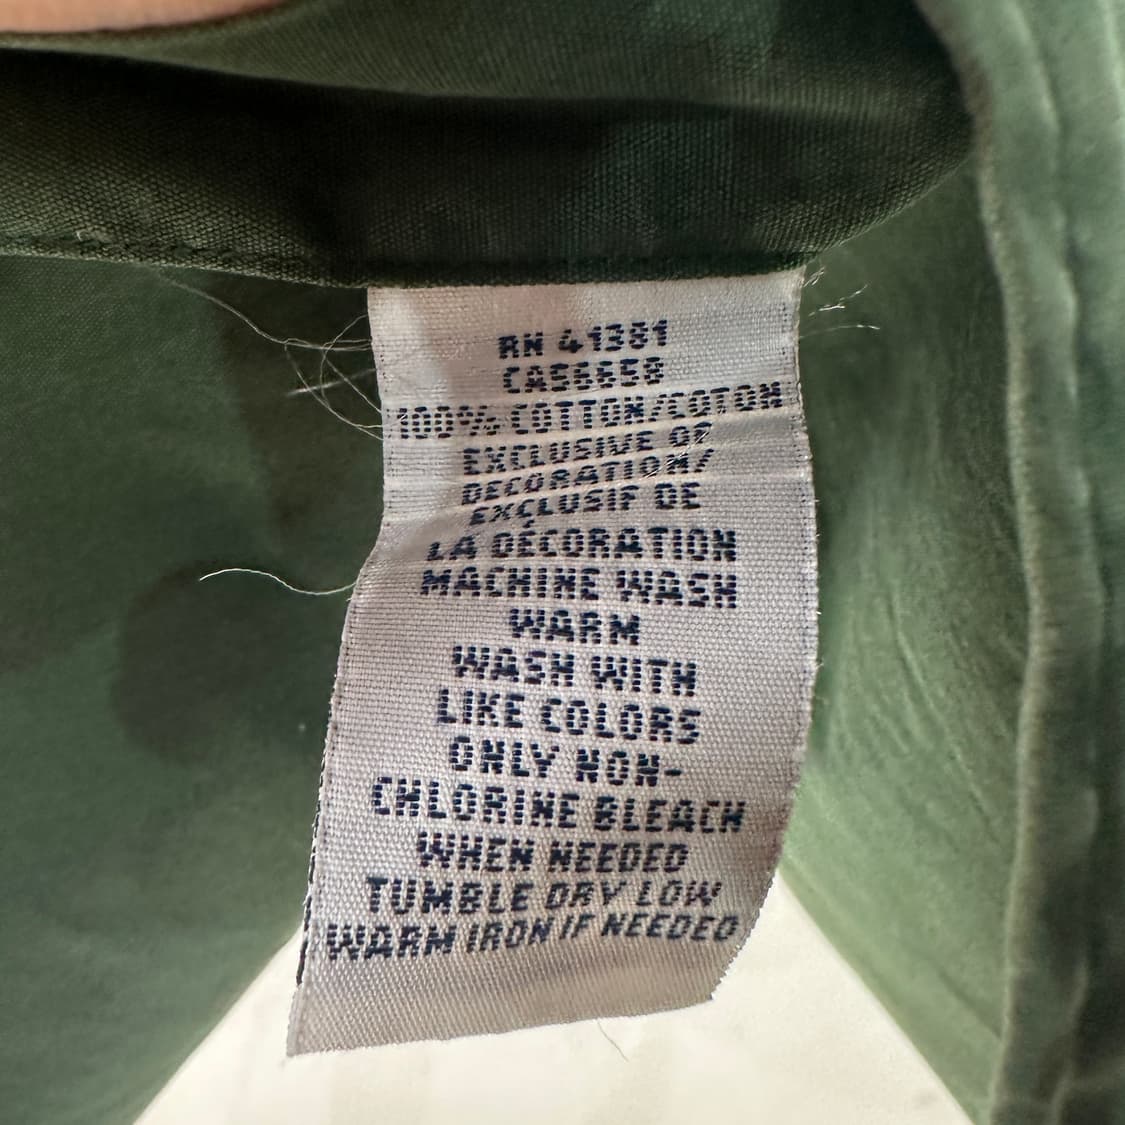 RN 41381
CA56658
100% COTTON/COTON
EXCLUSIVE OF
DECORATION/
EXCLUSIF DE
LA DÉCORATION
MACHINE WASH
WARM
WASH WITH
LIKE COLORS
ONLY NON-
CHLORINE BLEACH
WHEN NEEDED
TUMBLE DRY LOW
WARM IRON IF NEEDED